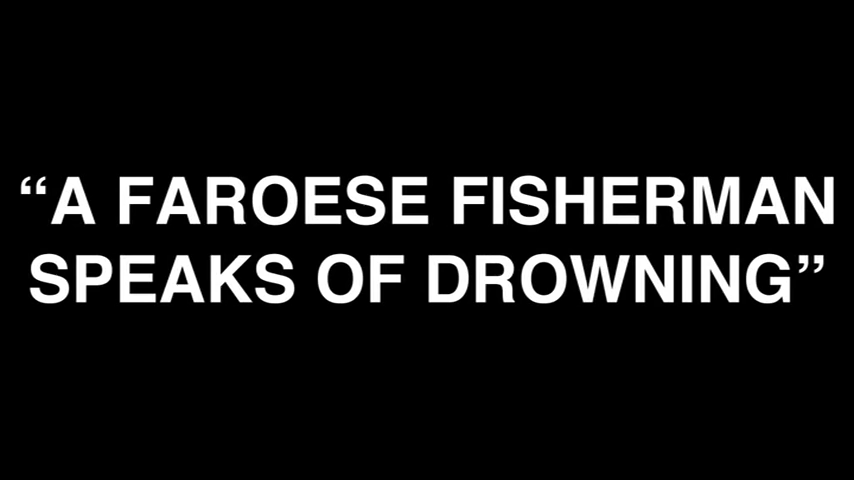 “A FAROESE FISHERMAN
SPEAKS OF DROWNING”